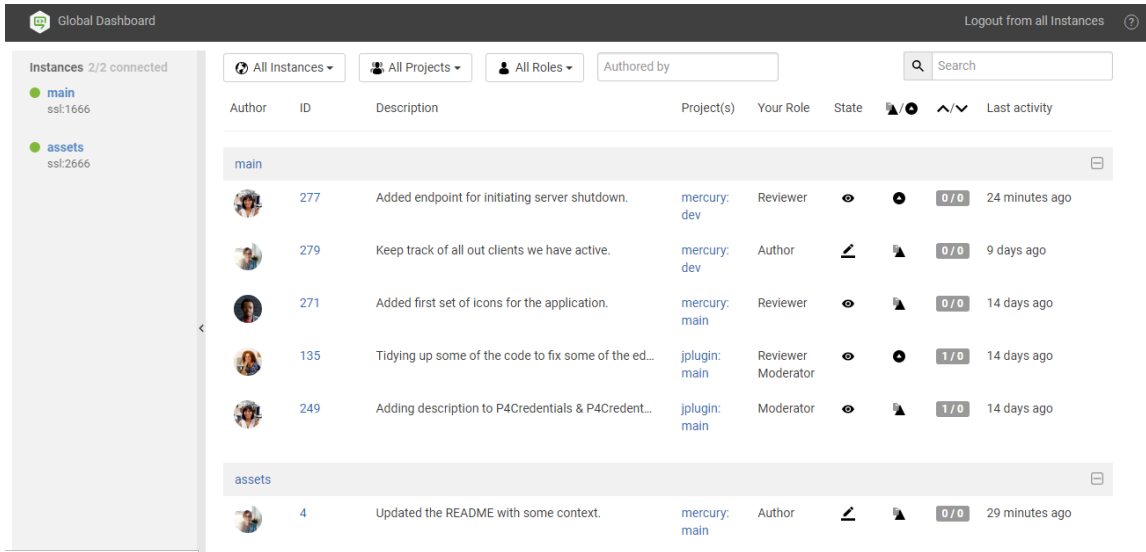 Global Dashboard
Logout from all Instances
Instances 2/2 connected
main
ssl:1666
assets
ssl:2666
All Instances
All Projects
All Roles
Authored by
Search
Author ID Description Project(s) Your Role State / / Last activity
main
277 Added endpoint for initiating server shutdown. mercury: Reviewer 0 / 0 24 minutes ago
dev
279 Keep track of all out clients we have active. mercury: Author 0 / 0 9 days ago
dev
271 Added first set of icons for the application. mercury: Reviewer 0 / 0 14 days ago
main
135 Tidying up some of the code to fix some of the ed... jplugin: Reviewer 1 / 0 14 days ago
main Moderator
249 Adding description to P4Credentials & P4Credent... jplugin: Moderator 1 / 0 14 days ago
main
assets
4 Updated the README with some context. mercury: Author 0 / 0 29 minutes ago
main